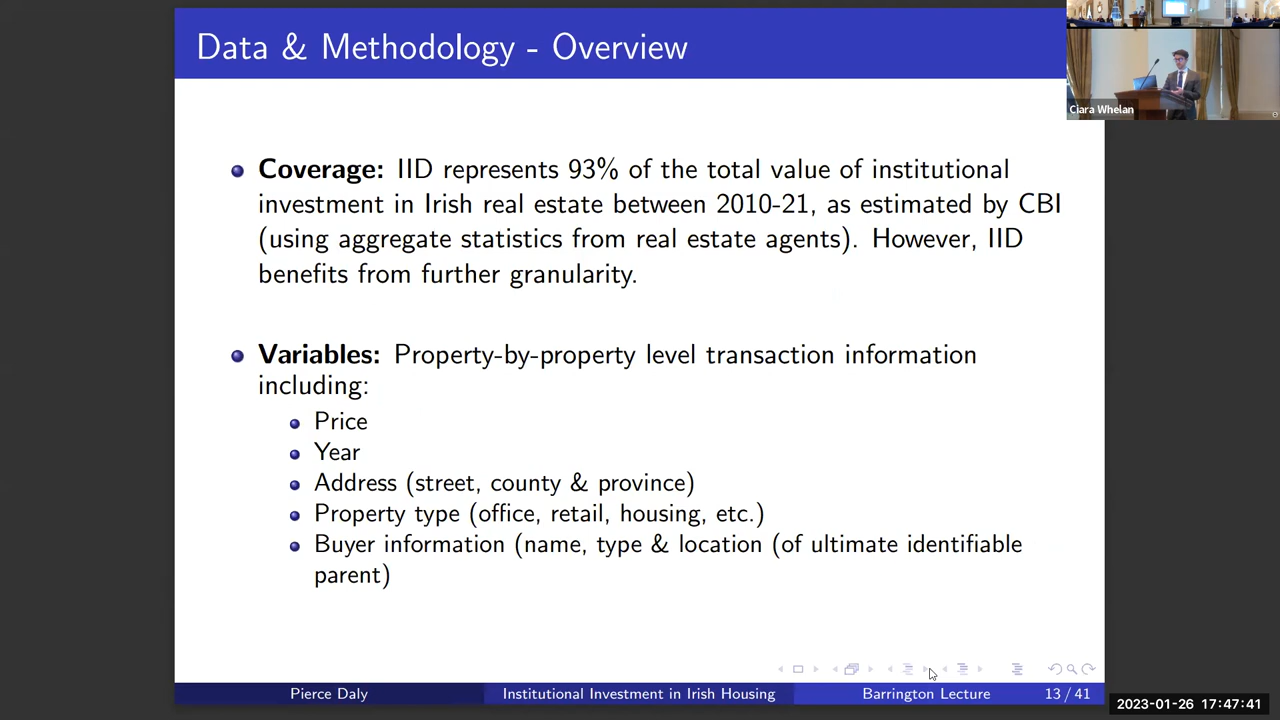 Data & Methodology - Overview
Ciara Whelan
Coverage: IID represents 93% of the total value of institutional
investment in Irish real estate between 2010-21, as estimated by CBI
(using aggregate statistics from real estate agents). However, IID
benefits from further granularity.
Variables: Property-by-property level transaction information
including:
Price
Year
Address (street, county & province)
Property type (office, retail, housing, etc.)
Buyer information (name, type & location (of ultimate identifiable
parent)
Pierce Daly Institutional Investment in Irish Housing Barrington Lecture 13 / 41
2023-01-26 17:47:41